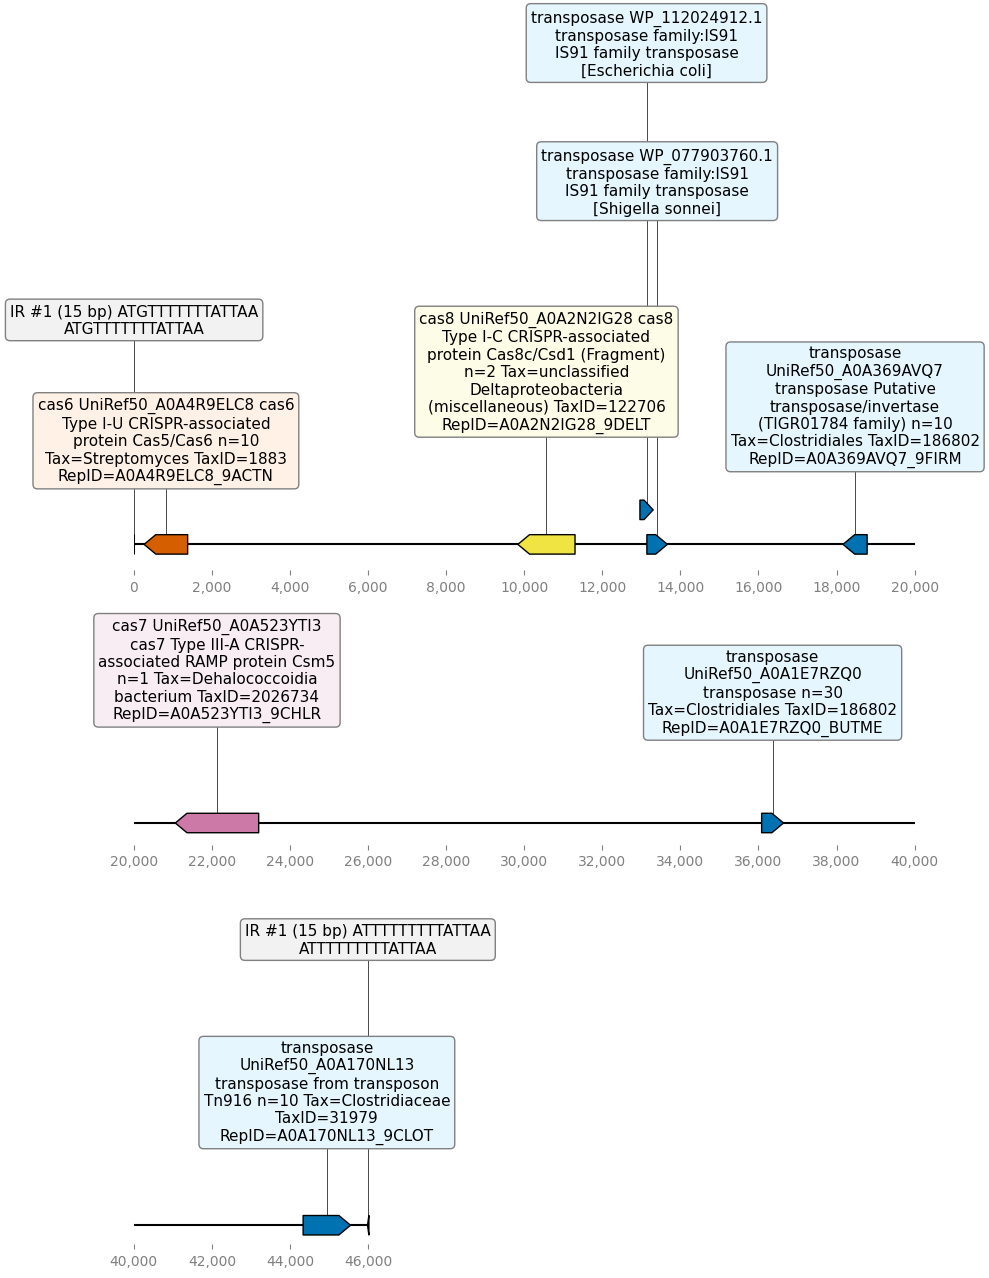 transposase WP_112024912.1
transposase family:IS91
IS91 family transposase
[Escherichia coli]
transposase WP_077903760.1
transposase family:IS91
IS91 family transposase
[Shigella sonnei]
IR #1 (15 bp) ATGTTTTTTTATTAA
ATGTTTTTTTATTAA
cas8 UniRef50_A0A2N2IG28 cas8
Type I-C CRISPR-associated
protein Cas8c/Csd1 (Fragment)
n=2 Tax=unclassified
Deltaproteobacteria
(miscellaneous) TaxID=122706
RepID=A0A2N2IG28_9DELT
transposase
UniRef50_A0A369AVQ7
transposase Putative
transposase/invertase
(TIGR01784 family) n=10
Tax=Clostridiales TaxID=186802
RepID=A0A369AVQ7_9FIRM
cas6 UniRef50_A0A4R9ELC8 cas6
Type I-U CRISPR-associated
protein Cas5/Cas6 n=10
Tax=Streptomyces TaxID=1883
RepID=A0A4R9ELC8_9ACTN
0 2,000 4,000 6,000 8,000 10,000 12,000 14,000 16,000 18,000 20,000
cas7 UniRef50_A0A523YTI3
cas7 Type III-A CRISPR-
associated RAMP protein Csm5
n=1 Tax=Dehalococcoidia
bacterium TaxID=2026734
RepID=A0A523YTI3_9CHLR
transposase
UniRef50_A0A1E7RZQ0
transposase n=30
Tax=Clostridiales TaxID=186802
RepID=A0A1E7RZQ0_BUTME
20,000 22,000 24,000 26,000 28,000 30,000 32,000 34,000 36,000 38,000 40,000
IR #1 (15 bp) ATTTTTTTTTATTAA
ATTTTTTTTTATTAA
transposase
UniRef50_A0A170NL13
transposase from transposon
Tn916 n=10 Tax=Clostridiaceae
TaxID=31979
RepID=A0A170NL13_9CLOT
40,000 42,000 44,000 46,000